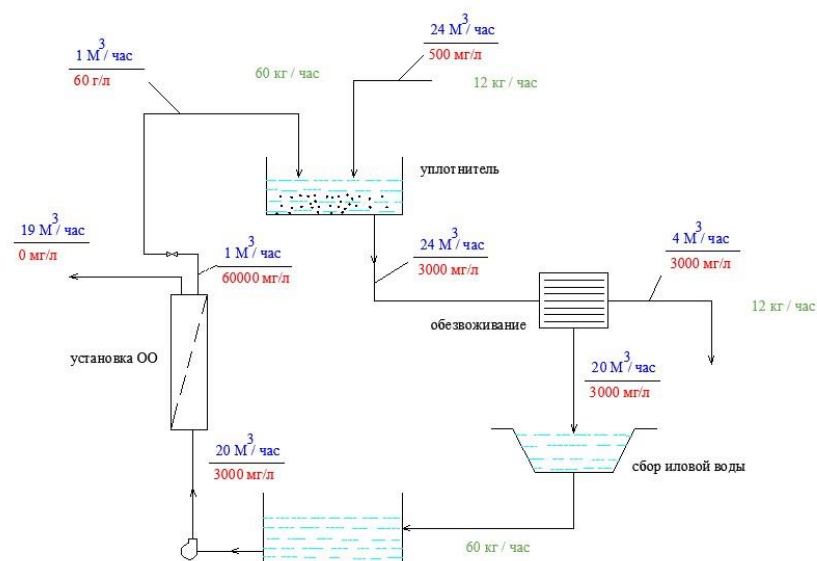 1 М³/ час
60 г/л
60 кг / час
24 М³/ час
500 мг/л
12 кг / час
уплотнитель
19 М³/ час
0 мг/л
1 М³/ час
60000 мг/л
24 М³/ час
3000 мг/л
4 М³/ час
3000 мг/л
12 кг / час
обезвоживание
установка ОО
20 М³/ час
3000 мг/л
20 М³/ час
3000 мг/л
сбор иловой воды
60 кг / час